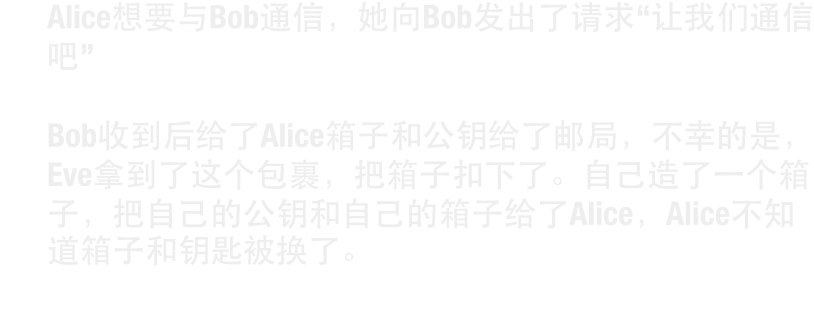 Alice想要与Bob通信，她向Bob发出了请求“让我们通信
吧”
Bob收到后给了Alice箱子和公钥给了邮局，不幸的是，
Eve拿到了这个包裹，把箱子扣下了。自己造了一个箱
子，把自己的公钥和自己的箱子给了Alice，Alice不知
道箱子和钥匙被换了。